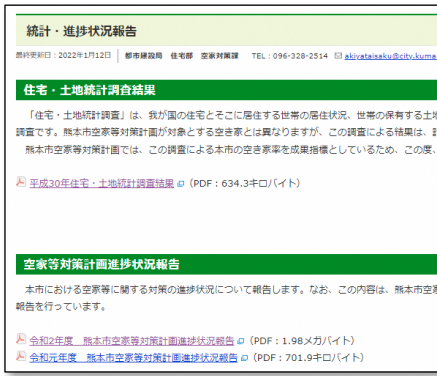 統計・進捗状況報告
最終更新日：2022年1月12日 都市建設局 住宅部 空家対策課 TEL：096-328-2514 akiyataisaku@city.kuma
住宅・土地統計調査結果
「住宅・土地統計調査」は、我が国の住宅とそこに居住する世帯の居住状況、世帯の保有する土地
調査です。熊本市空家等対策計画が対象とする空き家とは異なりますが、この調査による結果は、
熊本市空家等対策計画では、この調査による本市の空き家率を成果指標としているため、この度、
平成30年住宅・土地統計調査結果 （PDF：634.3キロバイト）
空家等対策計画進捗状況報告
本市における空家等に関する対策の進捗状況について報告します。なお、この内容は、熊本市空家
報告を行っています。
令和2年度 熊本市空家等対策計画進捗状況報告 （PDF：1.98メガバイト）
令和元年度 熊本市空家等対策計画進捗状況報告 （PDF：701.9キロバイト）